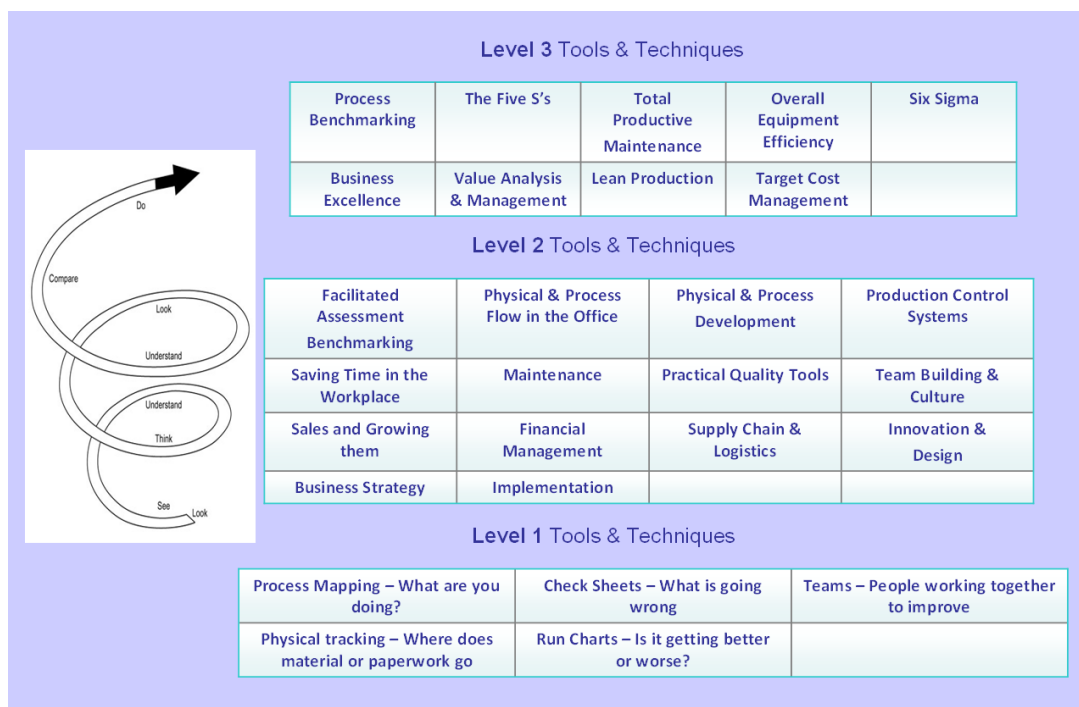 Level 3 Tools & Techniques
Process
Benchmarking
The Five S's
Total
Productive
Maintenance
Overall
Equipment
Efficiency
Six Sigma
Business
Excellence
Value Analysis
& Management
Lean Production
Target Cost
Management
Do
Compare
Look
Understand
Understand
Think
See
Look
Level 2 Tools & Techniques
Facilitated
Assessment
Benchmarking
Physical & Process
Flow in the Office
Physical & Process
Development
Production Control
Systems
Saving Time in the
Workplace
Maintenance
Practical Quality Tools
Team Building &
Culture
Sales and Growing
them
Financial
Management
Supply Chain &
Logistics
Innovation &
Design
Business Strategy
Implementation
Level 1 Tools & Techniques
Process Mapping – What are you
doing?
Check Sheets – What is going
wrong
Teams – People working together
to improve
Physical tracking – Where does
material or paperwork go
Run Charts – Is it getting better
or worse?